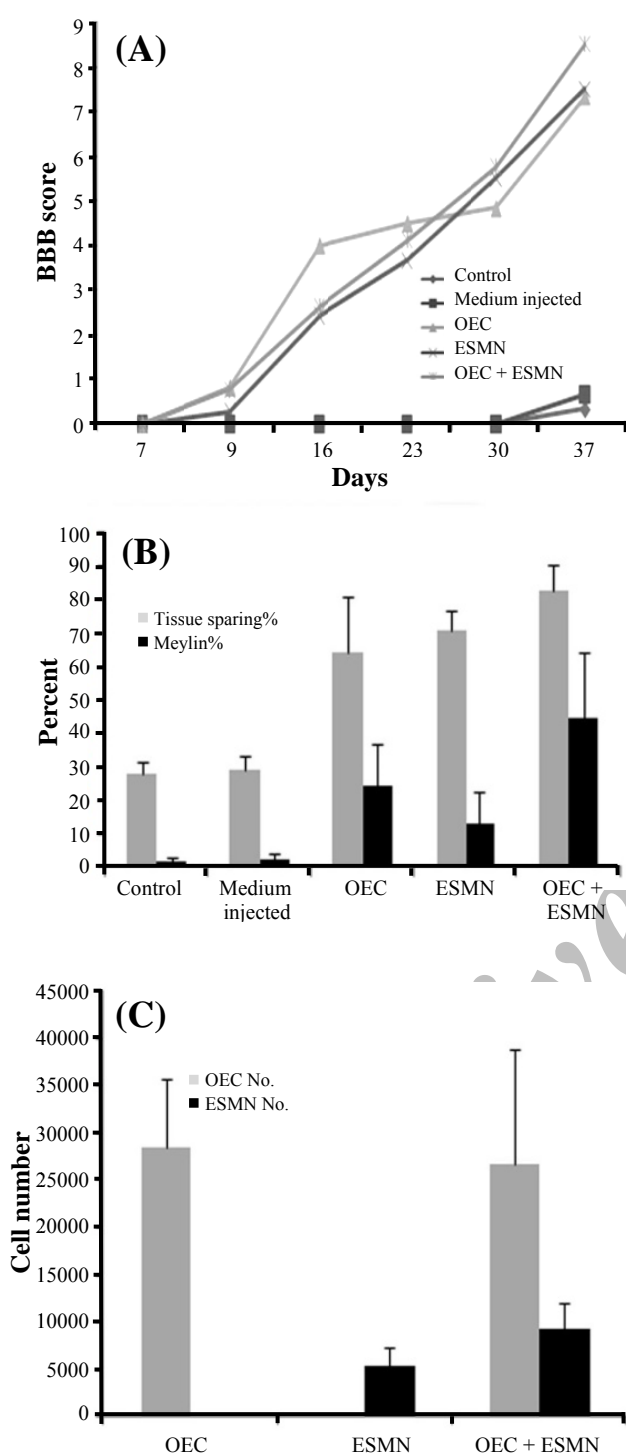 (A)
9
8
7
6
5
4
3
2
1
0
BBB score
Control
Medium injected
OEC
ESMN
OEC + ESMN
7 9 16 23 30 37
Days
(B)
100
90
80
70
60
50
40
30
20
10
0
Percent
Tissue sparing%
Meylin%
Control Medium injected OEC ESMN OEC + ESMN
(C)
45000
40000
35000
30000
25000
20000
15000
10000
5000
0
Cell number
OEC No.
ESMN No.
OEC ESMN OEC + ESMN